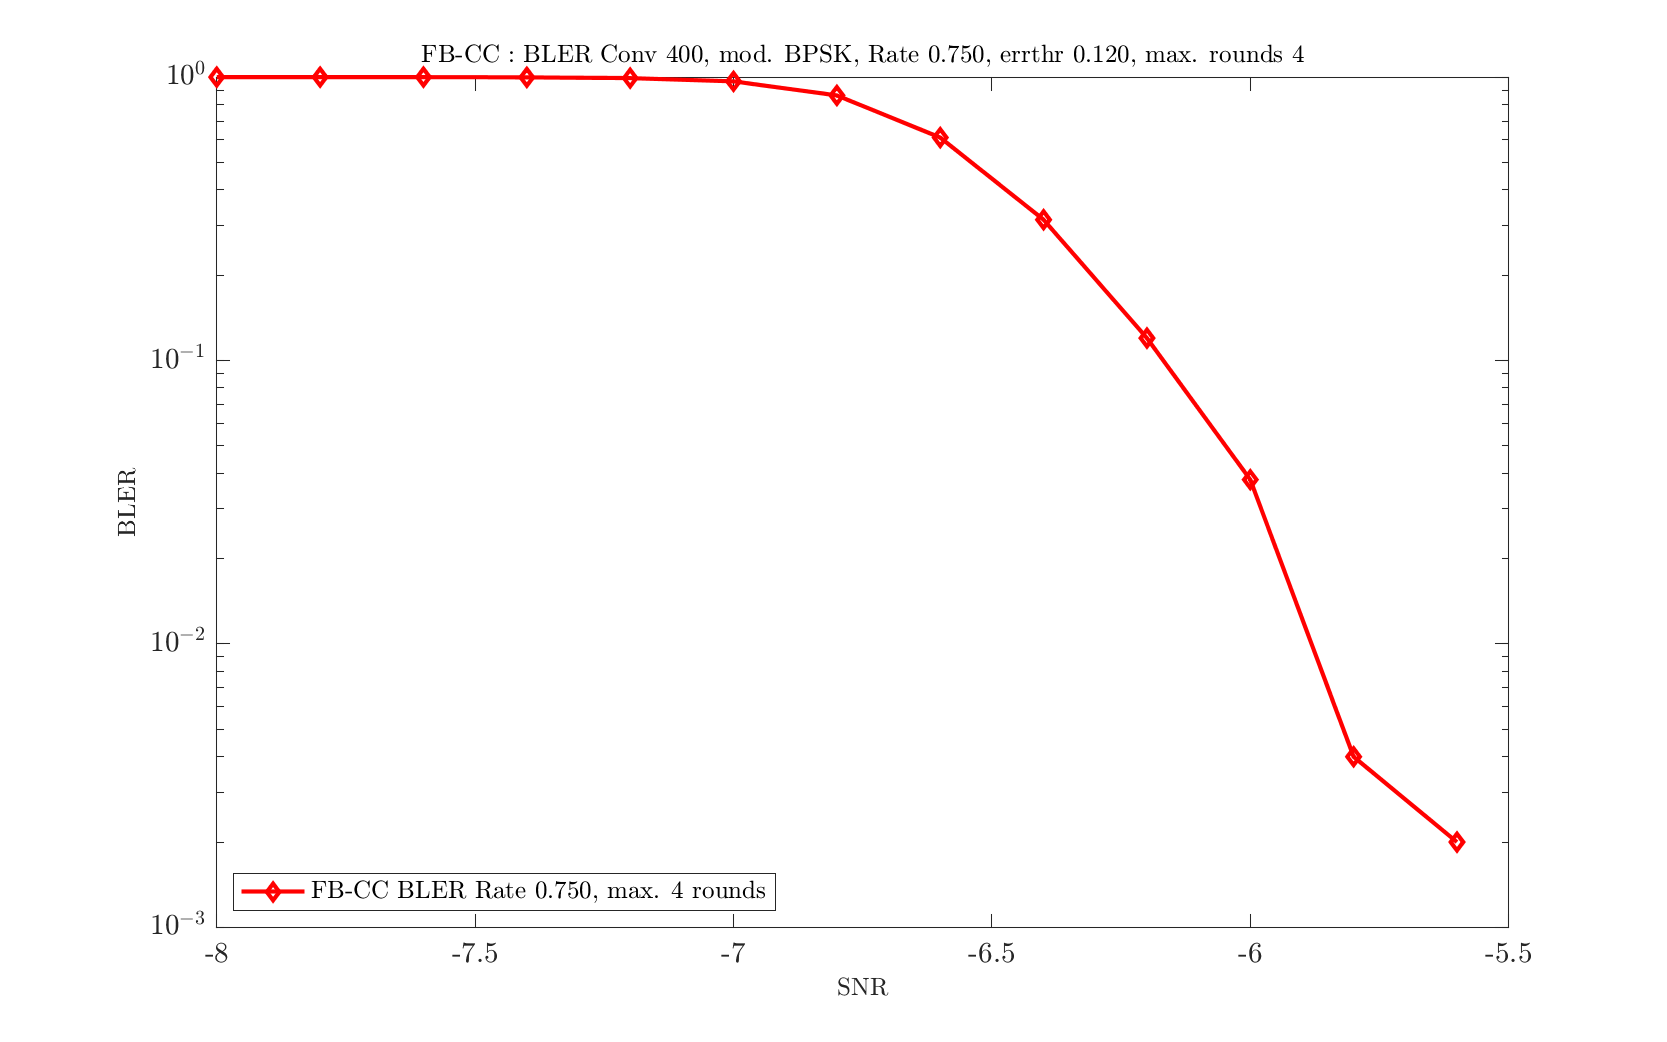 FB-CC : BLER Conv 400, mod. BPSK, Rate 0.750, errthr 0.120, max. rounds 4
10⁰
10⁻¹
10⁻²
10⁻³
BLER
FB-CC BLER Rate 0.750, max. 4 rounds
-8 -7.5 -7 -6.5 -6 -5.5
SNR